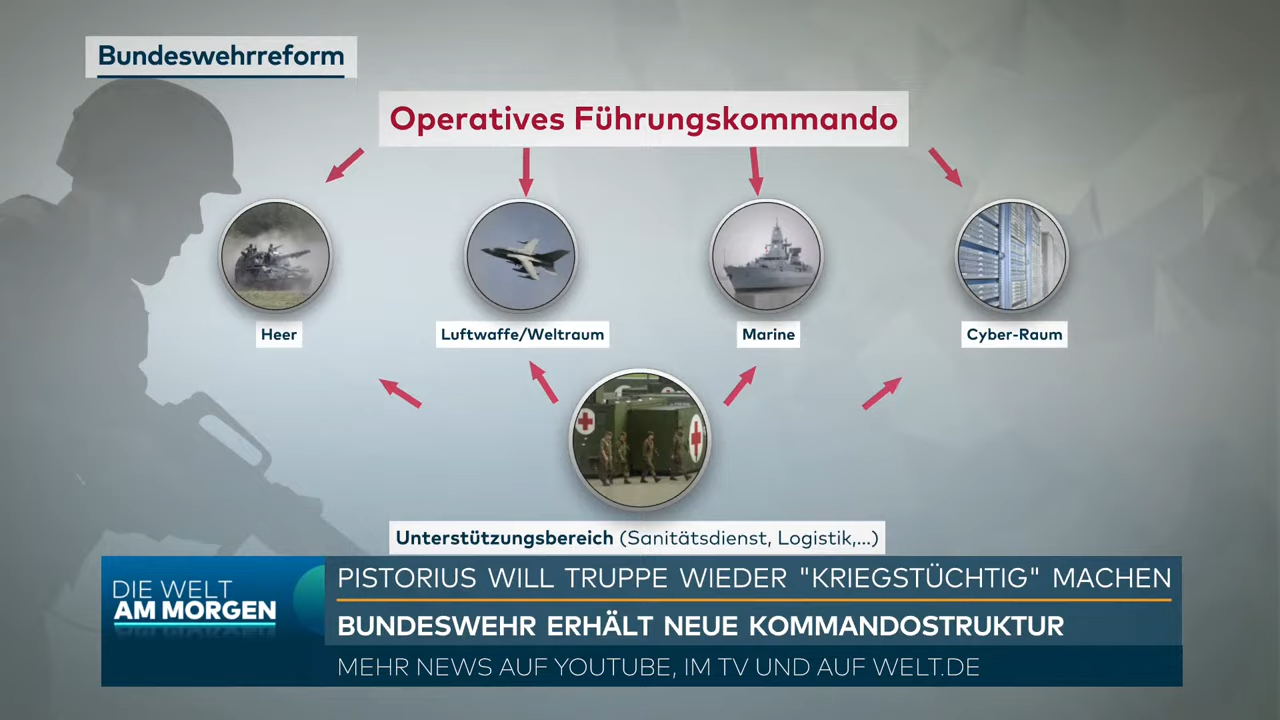 Bundeswehrreform
Operatives Führungskommando
Heer
Luftwaffe/Weltraum
Marine
Cyber-Raum
Unterstützungsbereich (Sanitätsdienst, Logistik,...)
DIE WELT
AM MORGEN
PISTORIUS WILL TRUPPE WIEDER "KRIEGSTÜCHTIG" MACHEN
BUNDESWEHR ERHÄLT NEUE KOMMANDOSTRUKTUR
MEHR NEWS AUF YOUTUBE, IM TV UND AUF WELT.DE